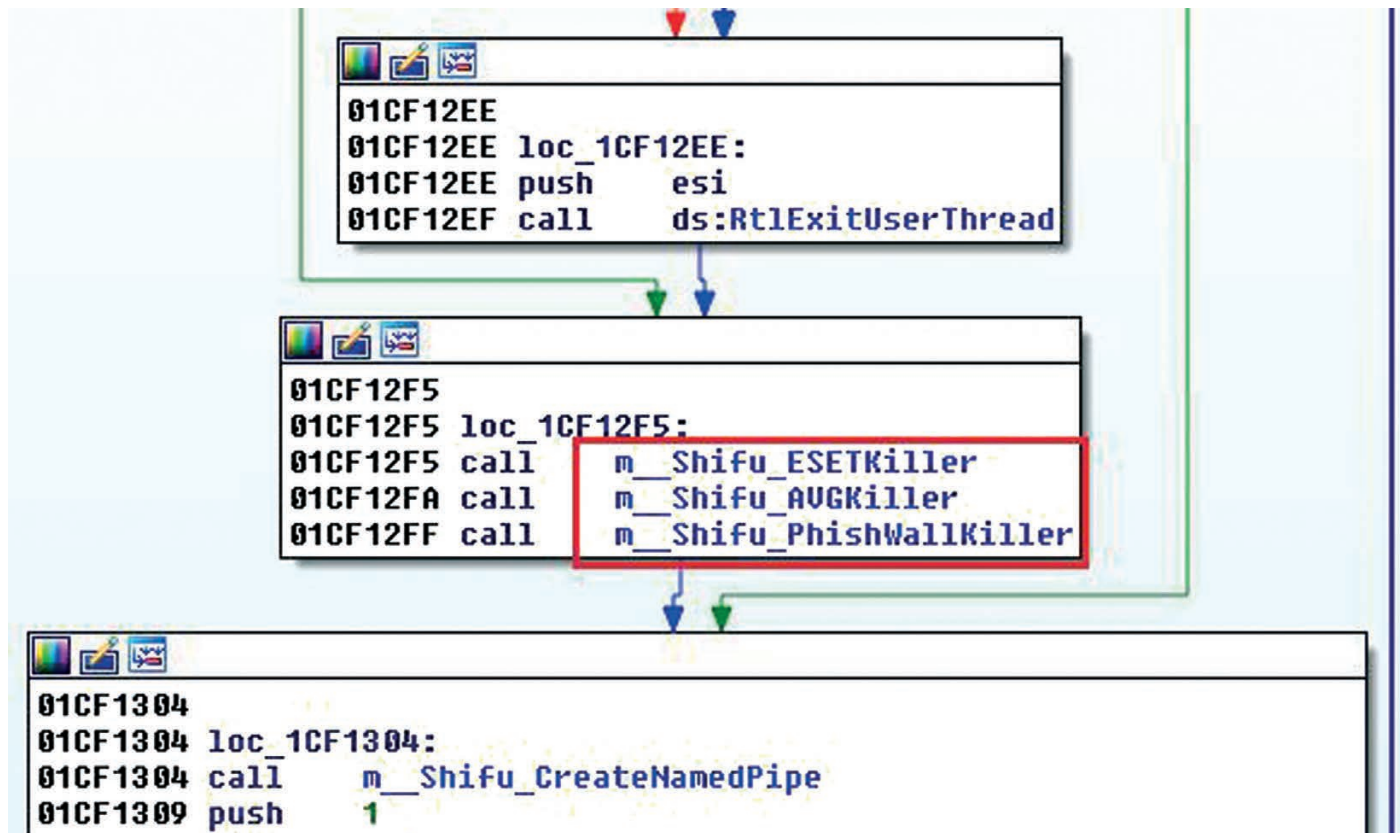 01CF12EE
01CF12EE loc_1CF12EE:
01CF12EE push esi
01CF12EF call ds:RtlExitUserThread
01CF12F5
01CF12F5 loc_1CF12F5:
01CF12F5 call m__Shifu_ESETKiller
01CF12FA call m__Shifu_AVGKiller
01CF12FF call m__Shifu_PhishWallKiller
01CF1304
01CF1304 loc_1CF1304:
01CF1304 call m__Shifu_CreateNamedPipe
01CF1309 push 1